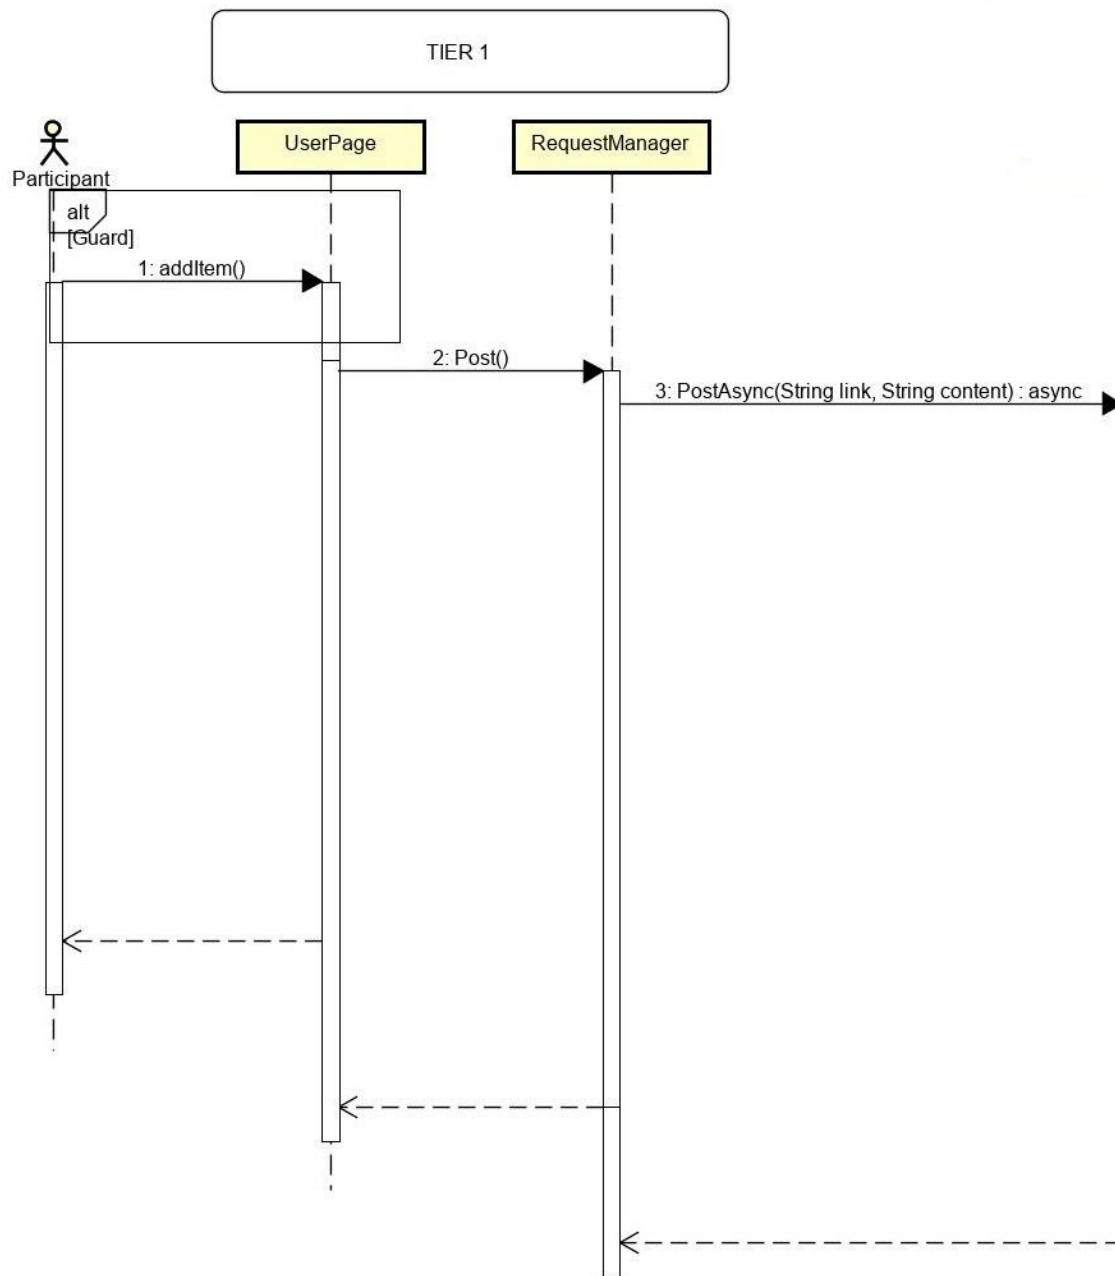 TIER 1
UserPage
RequestManager
Participant
alt
[Guard]
1: addItem()
2: Post()
3: PostAsync(String link, String content) : async